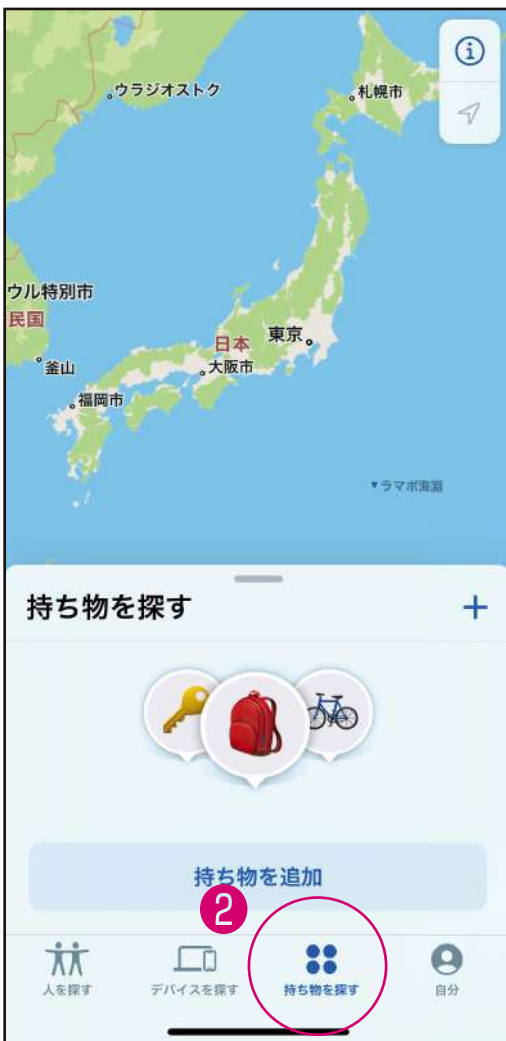 ウラジオストク
札幌市
ウル特別市
民国
日本
東京
釜山
大阪市
福岡市
ラマポ海淵
持ち物を探す
持ち物を追加
2
人を探す
デバイスを探す
持ち物を探す
自分